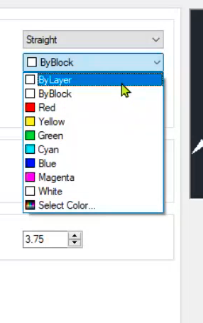 Straight
ByBlock
ByLayer
ByBlock
Red
Yellow
Green
Cyan
Blue
Magenta
White
Select Color...
3.75